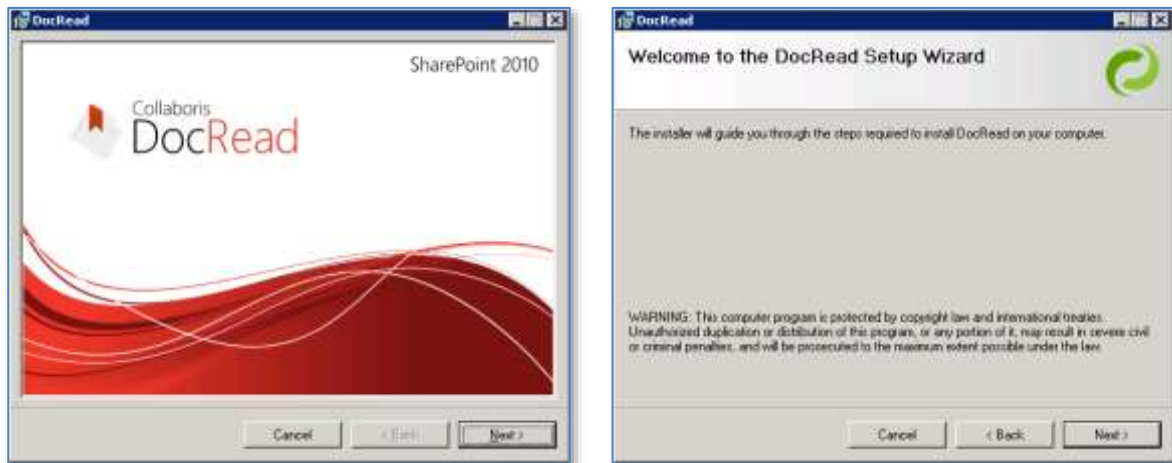 DocRead
SharePoint 2010
Collaboris
DocRead
Cancel
< Back
Next >
DocRead
Welcome to the DocRead Setup Wizard
The installer will guide you through the steps required to install DocRead on your computer.
WARNING: This computer program is protected by copyright law and international treaties.
Unauthorized duplication or distribution of this program, or any portion of it, may result in severe civil
or criminal penalties, and will be prosecuted to the maximum extent possible under the law.
Cancel
< Back
Next >